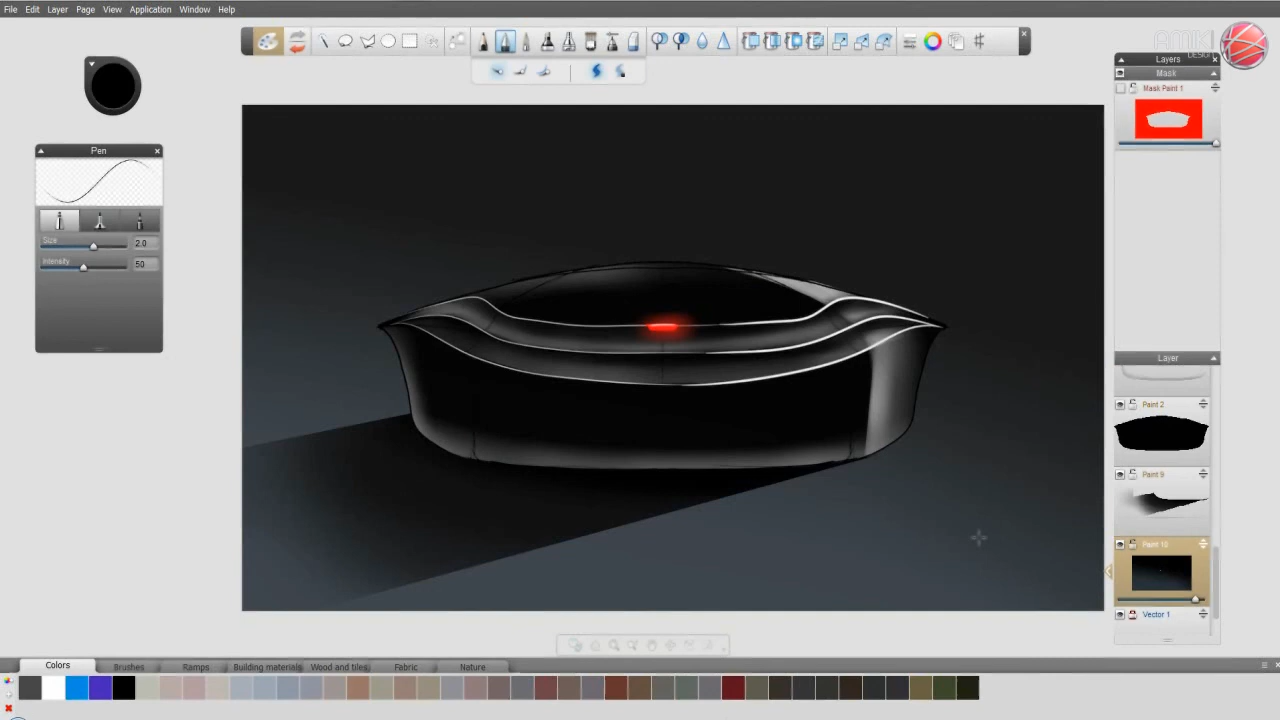 File Edit Layer Page View Application Window Help
AMIKI
DESIGN
Layers
Mask
Mask Paint 1
Pen
Size
2.0
Intensity
50
Layer
Paint 2
Paint 9
Paint 10
Vector 1
Colors Brushes Ramps Building materials Wood and tiles Fabric Nature